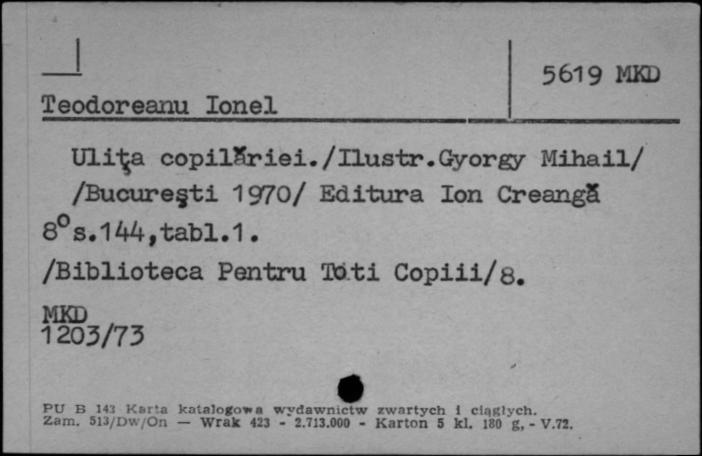 5619 MKD
Teodoreanu Ionel
Uliţa copilăriei./Ilustr.Gyorgy Mihail/
/Bucureşti 1970/ Editura Ion Creangă
8⁰s.144,tabl.1.
/Biblioteca Pentru Toti Copiii/8.
MKD
1203/73
PU B 143 Karta katalogowa wydawnictw zwartych i ciągłych.
Zam. 513/Dw/On — Wrak 423 - 2.713.000 - Karton 5 kl. 180 g, - V.72.